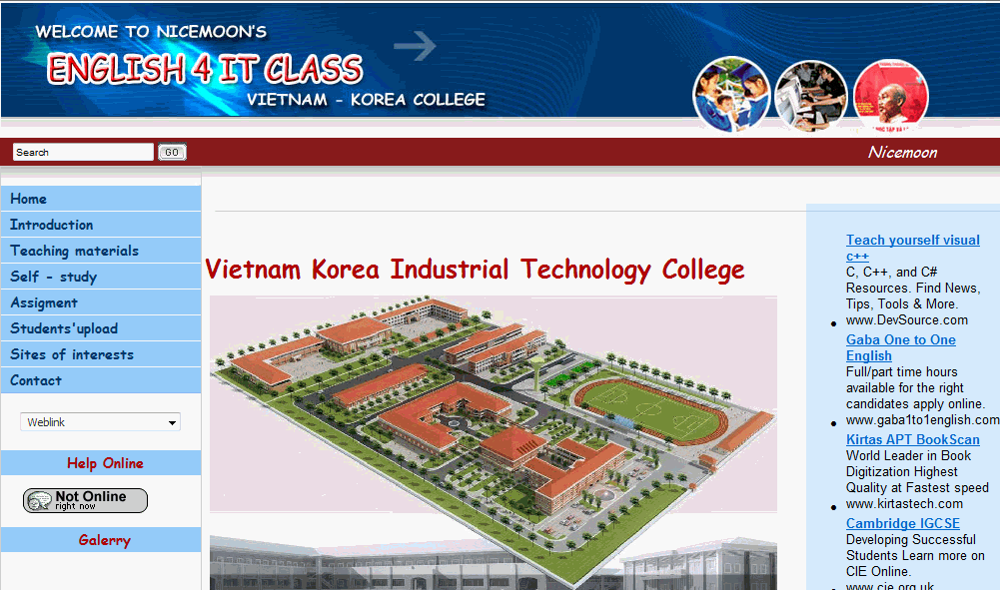 WELCOME TO NICEMOON'S
ENGLISH 4 IT CLASS
VIETNAM - KOREA COLLEGE
Search
GO
Nicemoon
Home
Introduction
Teaching materials
Self - study
Assigment
Students'upload
Sites of interests
Contact
Weblink
Help Online
Not Online
right now
Galerry
Vietnam Korea Industrial Technology College
Teach yourself visual
c++
C, C++, and C#
Resources. Find News,
Tips, Tools & More.
www.DevSource.com
Gaba One to One
English
Full/part time hours
available for the right
candidates apply online.
www.gaba1to1english.com
Kirtas APT BookScan
World Leader in Book
Digitization Highest
Quality at Fastest speed
www.kirtastech.com
Cambridge IGCSE
Developing Successful
Students Learn more on
CIE Online.
www.cie.org.uk